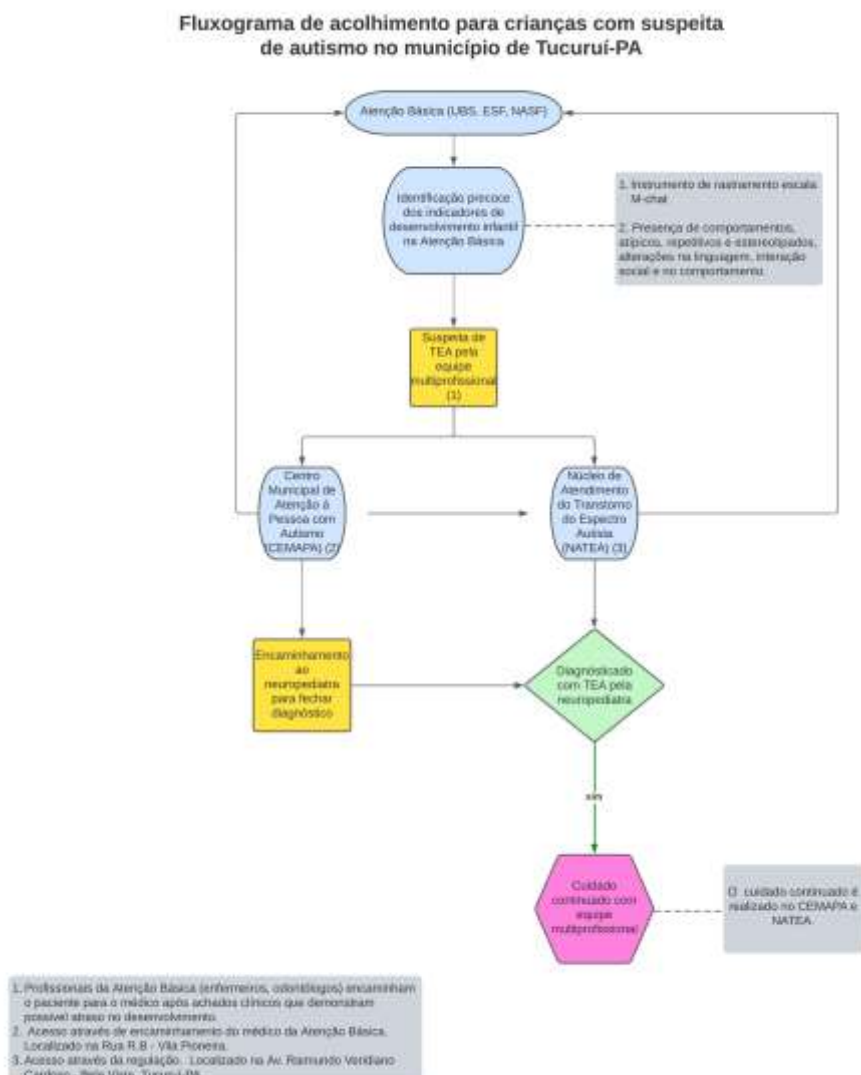 Fluxograma de acolhimento para crianças com suspeita
de autismo no município de Tucuruí-PA
Atenção Básica (UBS, ESF, NASF)
Identificação precoce
dos indicadores de
desenvolvimento infantil
na Atenção Básica
1. Instrumento de rastramento escala
M-chat
2. Presença de comportamentos,
atípicos, repetitivos e estereotipados,
alterações na linguagem, interação
social e no comportamento.
Suspeita de
TEA pela
equipe
multiprofissional
(1)
Centro
Municipal de
Atenção à
Pessoa com
Autismo
(CEMAPA) (2)
Núcleo de
Atendimento
do Transtorno
do Espectro
Autista
(NATEA) (3)
Encaminhamento
ao
neuropediatra
para fechar
diagnóstico
Diagnósticado
com TEA pela
neuropediatra
sim
Cuidado
continuado com
equipe
multiprofissional
O cuidado continuado é
realizado no CEMAPA e
NATEA.
1. Profissionais da Atenção Básica (enfermeiros, odontólogos) encaminham
o paciente para o médico após achados clínicos que demonstram
possível atraso no desenvolvimento.
2. Acesso através de encaminhamento do médico da Atenção Básica.
Localizado na Rua R.B - Vila Pioneira.
3. Acesso através da regulação. Localizado na Av. Raimundo Veridiano
Cardoso - Bela Vista, Tucuruí-PA